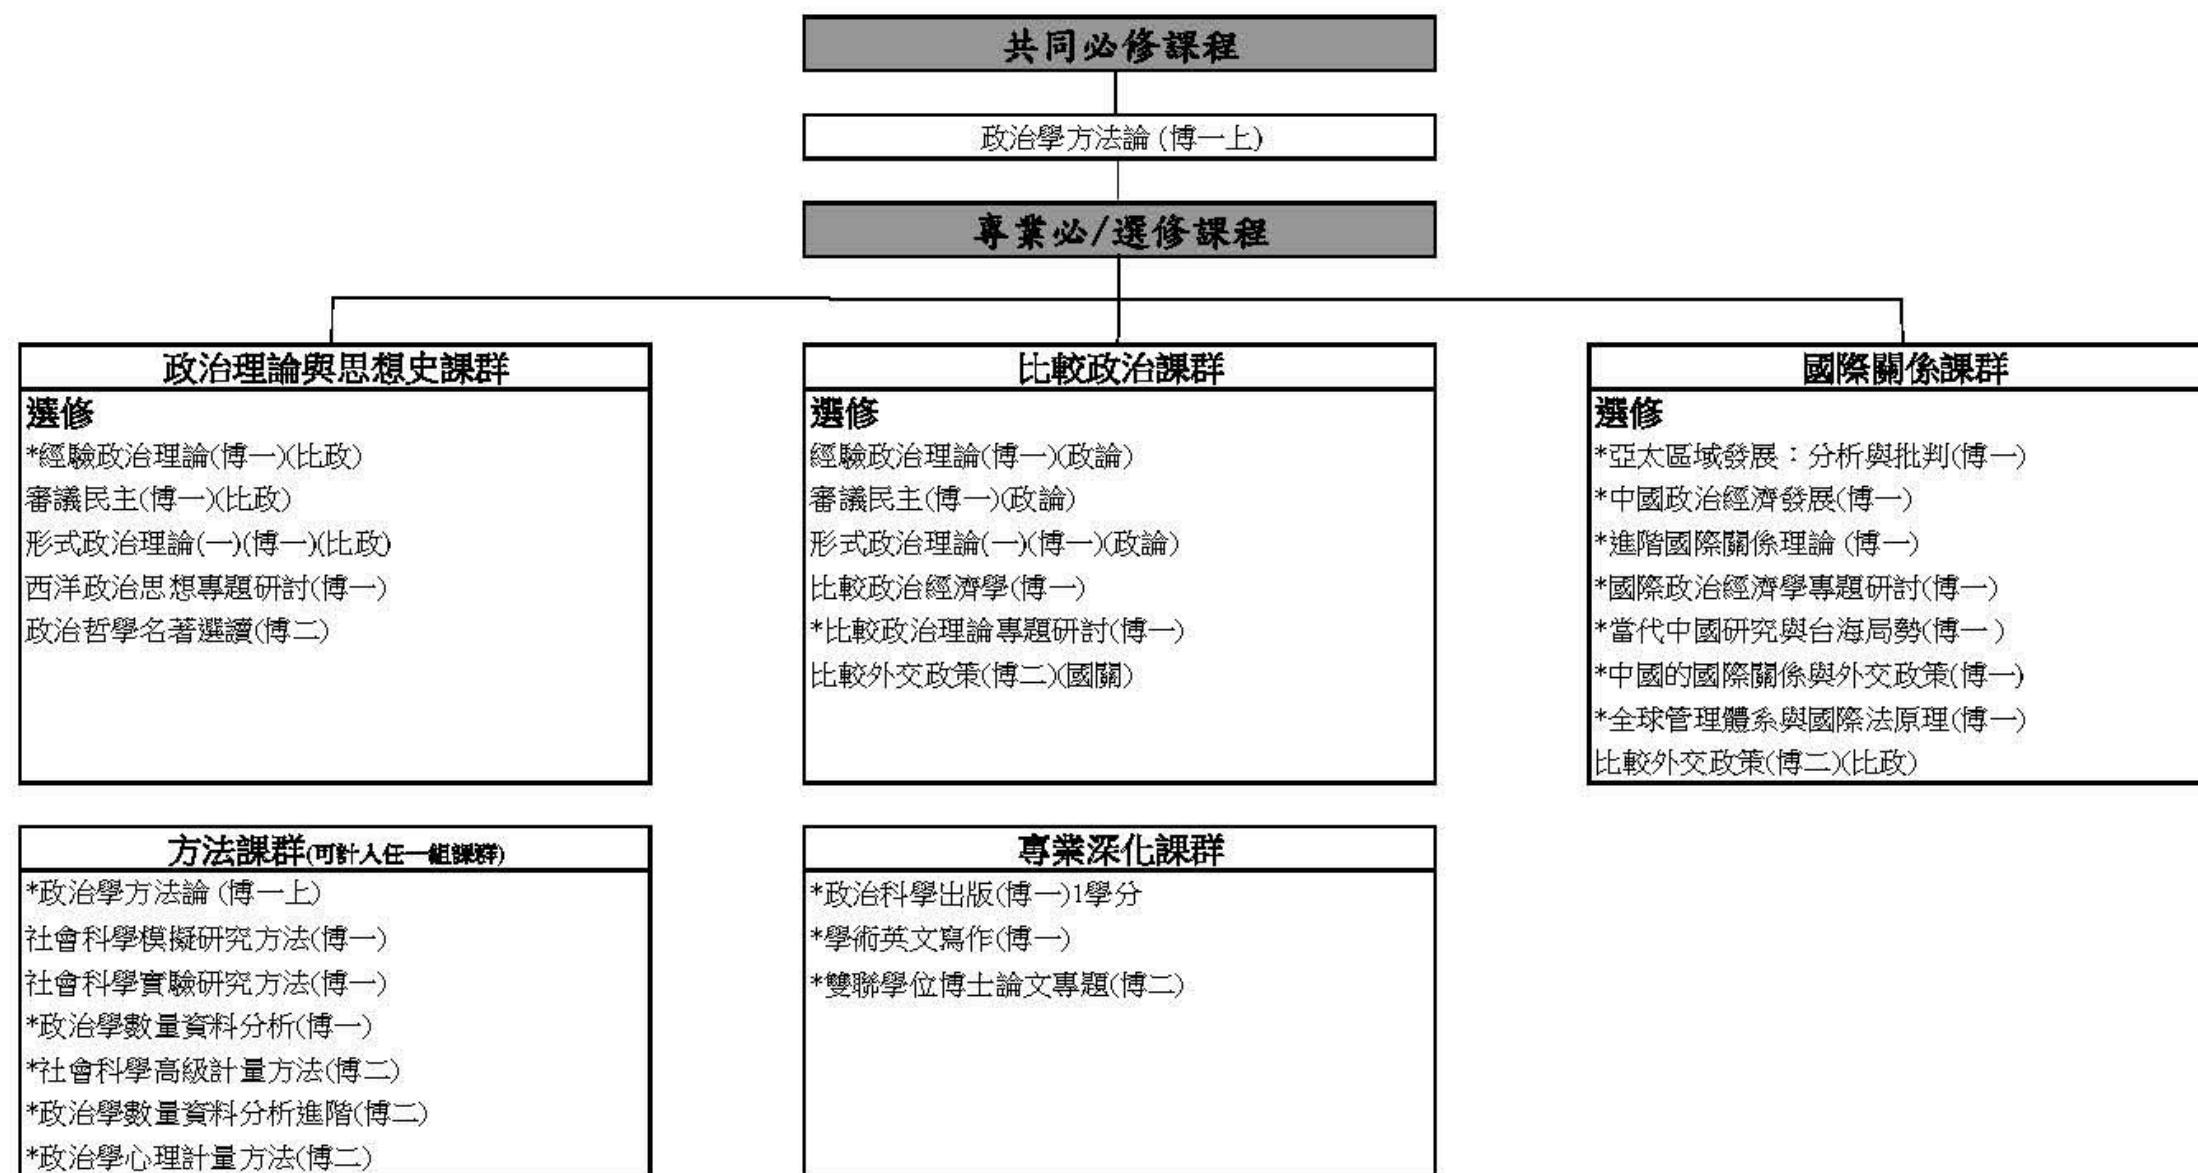 共同必修課程
政治學方法論 (博一上)
專業必/選修課程
政治理論與思想史課群
選修
*經驗政治理論(博一)(比政)
審議民主(博一)(比政)
形式政治理論(一)(博一)(比政)
西洋政治思想專題研討(博一)
政治哲學名著選讀(博二)
比較政治課群
選修
經驗政治理論(博一)(政論)
審議民主(博一)(政論)
形式政治理論(一)(博一)(政論)
比較政治經濟學(博一)
*比較政治理論專題研討(博一)
比較外交政策(博二)(國關)
國際關係課群
選修
*亞太區域發展：分析與批判(博一)
*中國政治經濟發展(博一)
*進階國際關係理論 (博一)
*國際政治經濟學專題研討(博一)
*當代中國研究與台海局勢(博一 )
*中國的國際關係與外交政策(博一)
*全球管理體系與國際法原理(博一)
比較外交政策(博二)(比政)
方法課群(可計入任一組課群)
*政治學方法論 (博一上)
社會科學模擬研究方法(博一)
社會科學實驗研究方法(博一)
*政治學數量資料分析(博一)
*社會科學高級計量方法(博二)
*政治學數量資料分析進階(博二)
*政治學心理計量方法(博二)
專業深化課群
*政治科學出版(博一)1學分
*學術英文寫作(博一)
*雙聯學位博士論文專題(博二)